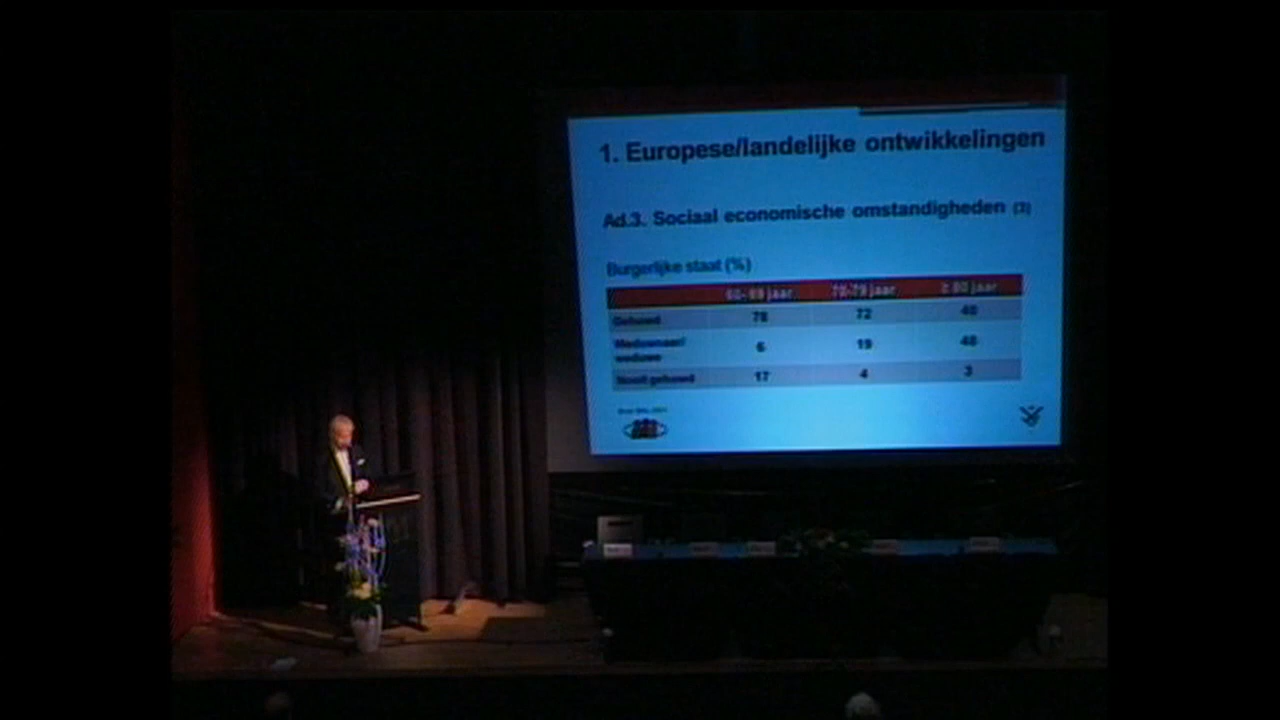 1. Europese/landelijke ontwikkelingen
Ad.3. Sociaal economische omstandigheden (3)
Burgerlijke staat (%)
60-69 jaar 70-79 jaar ≥ 80 jaar
Gehuwd 78 72
Weduwnaar/ weduwe 6 19 48
Nooit gehuwd 17 4 3